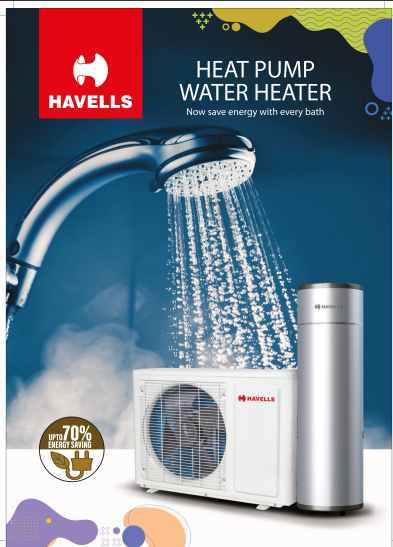 HAVELLS
HEAT PUMP
WATER HEATER
Now save energy with every bath
HAVELLS
HAVELLS
UPTO 70%
ENERGY SAVING